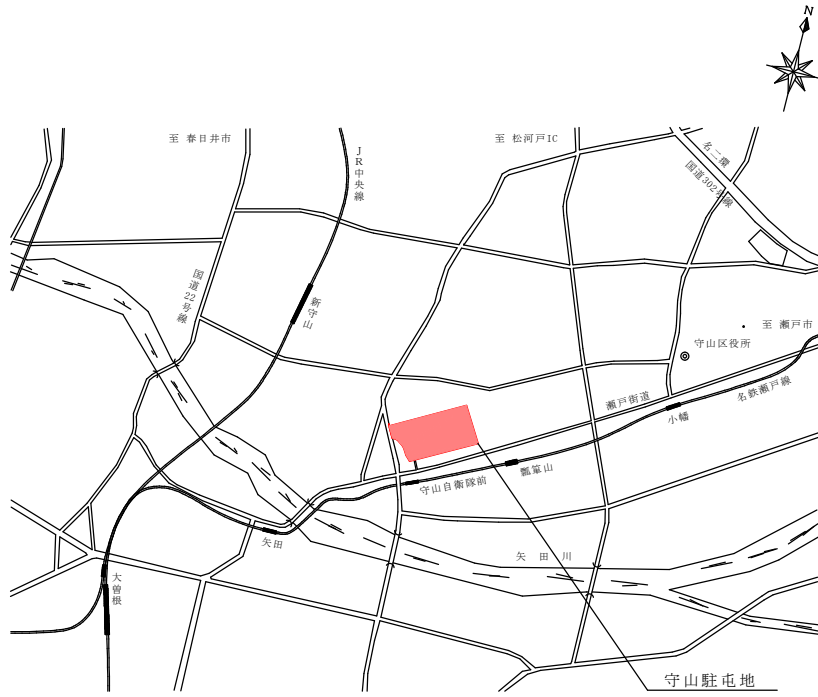 N
至 春日井市
至 松河戸IC
JR中央線
名二環
国道302号線
国道22号線
新守山
至 瀬戸市
守山区役所
瀬戸街道
名鉄瀬戸線
小幡
瓢箪山
守山自衛隊前
矢田
矢田川
大曽根
守山駐屯地